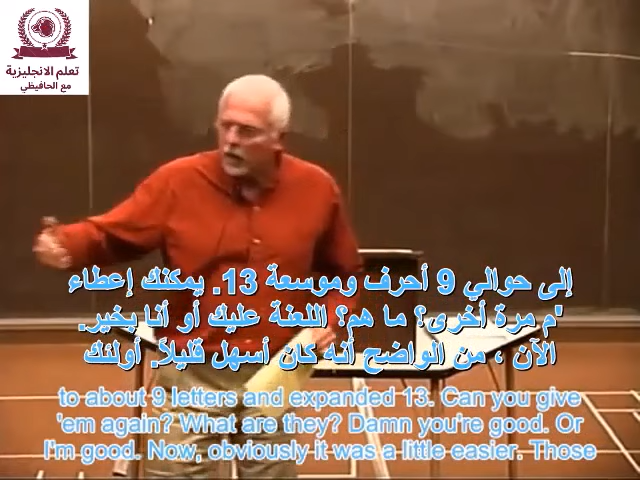 تعلم الانجليزية
مع الحافيظي
إلى حوالي 9 أحرف وموسعة 13. يمكنك إعطاء
'م مرة أخرى؟ ما هم؟ اللعنة عليك أو أنا بخير.
الآن ، من الواضح أنه كان أسهل قليلاً. أولئك
to about 9 letters and expanded 13. Can you give
'em again? What are they? Damn you're good. Or
I'm good. Now, obviously it was a little easier. Those